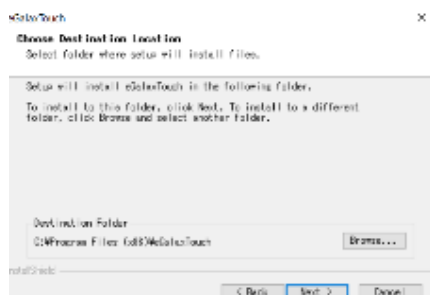 eGalaxTouch
Choose Destination Location
Select folder where setup will install files.
Setup will install eGalaxTouch in the following folder.
To install to this folder, click Next. To install to a different
folder, click Browse and select another folder.
Destination Folder
C:¥Program Files (x86)¥eGalaxTouch
Browse...
InstallShield
< Back
Next >
Cancel